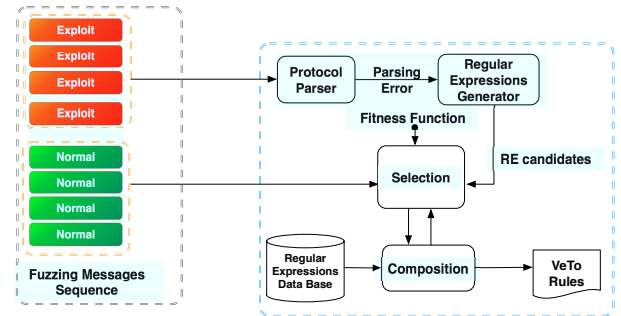 Exploit
Exploit
Exploit
Exploit
Normal
Normal
Normal
Normal
Fuzzing Messages
Sequence
Protocol
Parser
Parsing
Error
Regular
Expressions
Generator
Fitness Function
RE candidates
Selection
Regular
Expressions
Data Base
Composition
VeTo
Rules